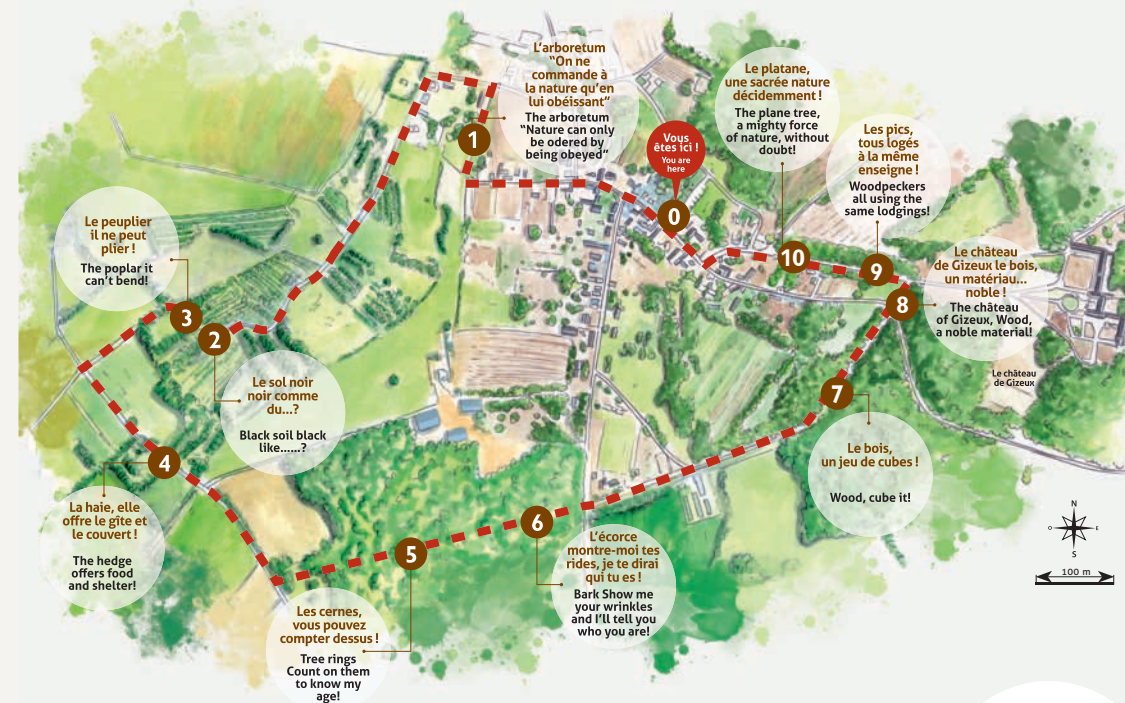 L'arboretum
"On ne
commande à
la nature qu'en
lui obéissant"
The arboretum
"Nature can only
be odered by
being obeyed"
1
Vous
êtes ici !
You are
here
0
Le platane,
une sacrée nature
décidemment !
The plane tree,
a mighty force
of nature, without
doubt!
10
Les pics,
tous logés
à la même
enseigne !
Woodpeckers
all using the
same lodgings!
9
Le château
de Gizeux le bois,
un matériau...
noble !
The château
of Gizeux, Wood,
a noble material!
8
Le château
de Gizeux
Le peuplier
il ne peut
plier !
The poplar it
can't bend!
3
2
Le sol noir
noir comme
du...?
Black soil black
like......?
7
Le bois,
un jeu de cubes !
Wood, cube it!
4
La haie, elle
offre le gîte et
le couvert !
The hedge
offers food
and shelter!
5
Les cernes,
vous pouvez
compter dessus !
Tree rings
Count on them
to know my
age!
6
L'écorce
montre-moi tes
rides, je te dirai
qui tu es !
Bark Show me
your wrinkles
and I'll tell you
who you are!
N
O
E
S
100 m